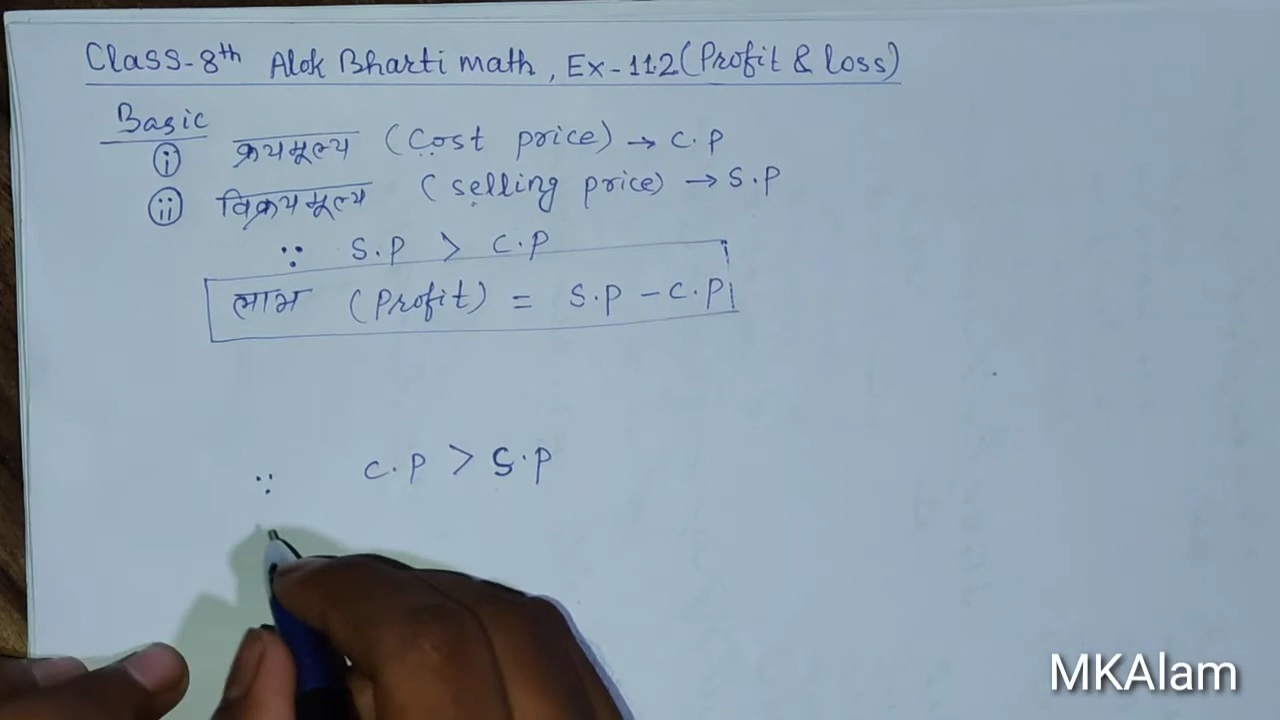 Class-8th Alok Bharti math, Ex-11.2 (Profit & loss)
Basic
(i) क्रयमूल्य (Cost price) → C.P
(ii) विक्रयमूल्य (selling price) → S.P
∵ S.P > C.P
लाभ (Profit) = S.P - C.P
∵ C.P > S.P
MKAlam